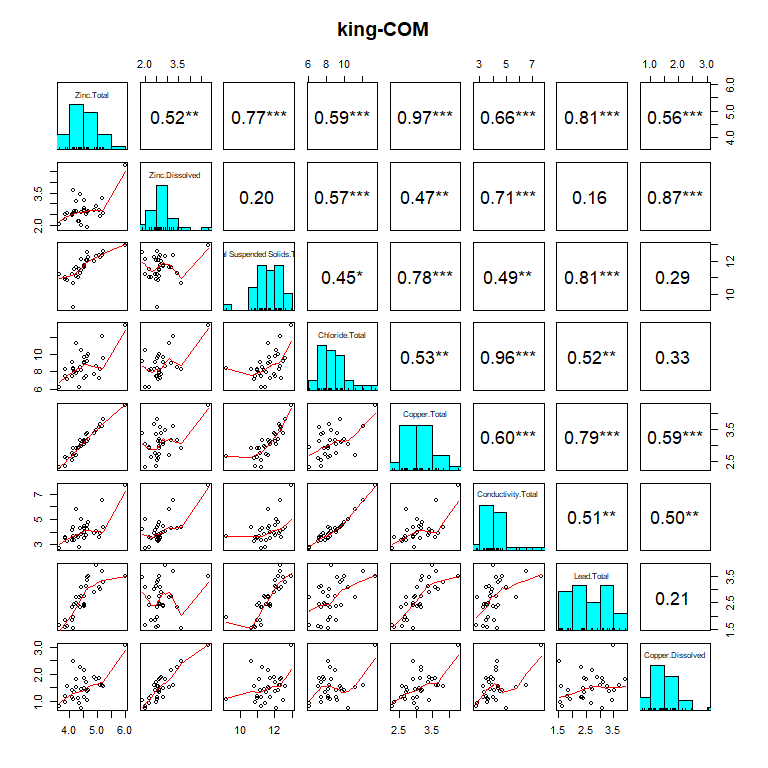 king-COM
2.0 3.5
6 8 10
3 5 7
1.0 2.0 3.0
Zinc.Total
0.52**
0.77***
0.59***
0.97***
0.66***
0.81***
0.56***
4.0 5.0 6.0
2.0 3.5
Zinc.Dissolved
0.20
0.57***
0.47**
0.71***
0.16
0.87***
al Suspended Solids.T
0.45*
0.78***
0.49**
0.81***
0.29
10 12
6 8 10
Chloride.Total
0.53**
0.96***
0.52**
0.33
Copper.Total
0.60***
0.79***
0.59***
2.5 3.5
3 5 7
Conductivity.Total
0.51**
0.50**
Lead.Total
0.21
1.5 2.5 3.5
1.0 2.0 3.0
Copper.Dissolved
4.0 5.0 6.0
10 12
2.5 3.5
1.5 2.5 3.5